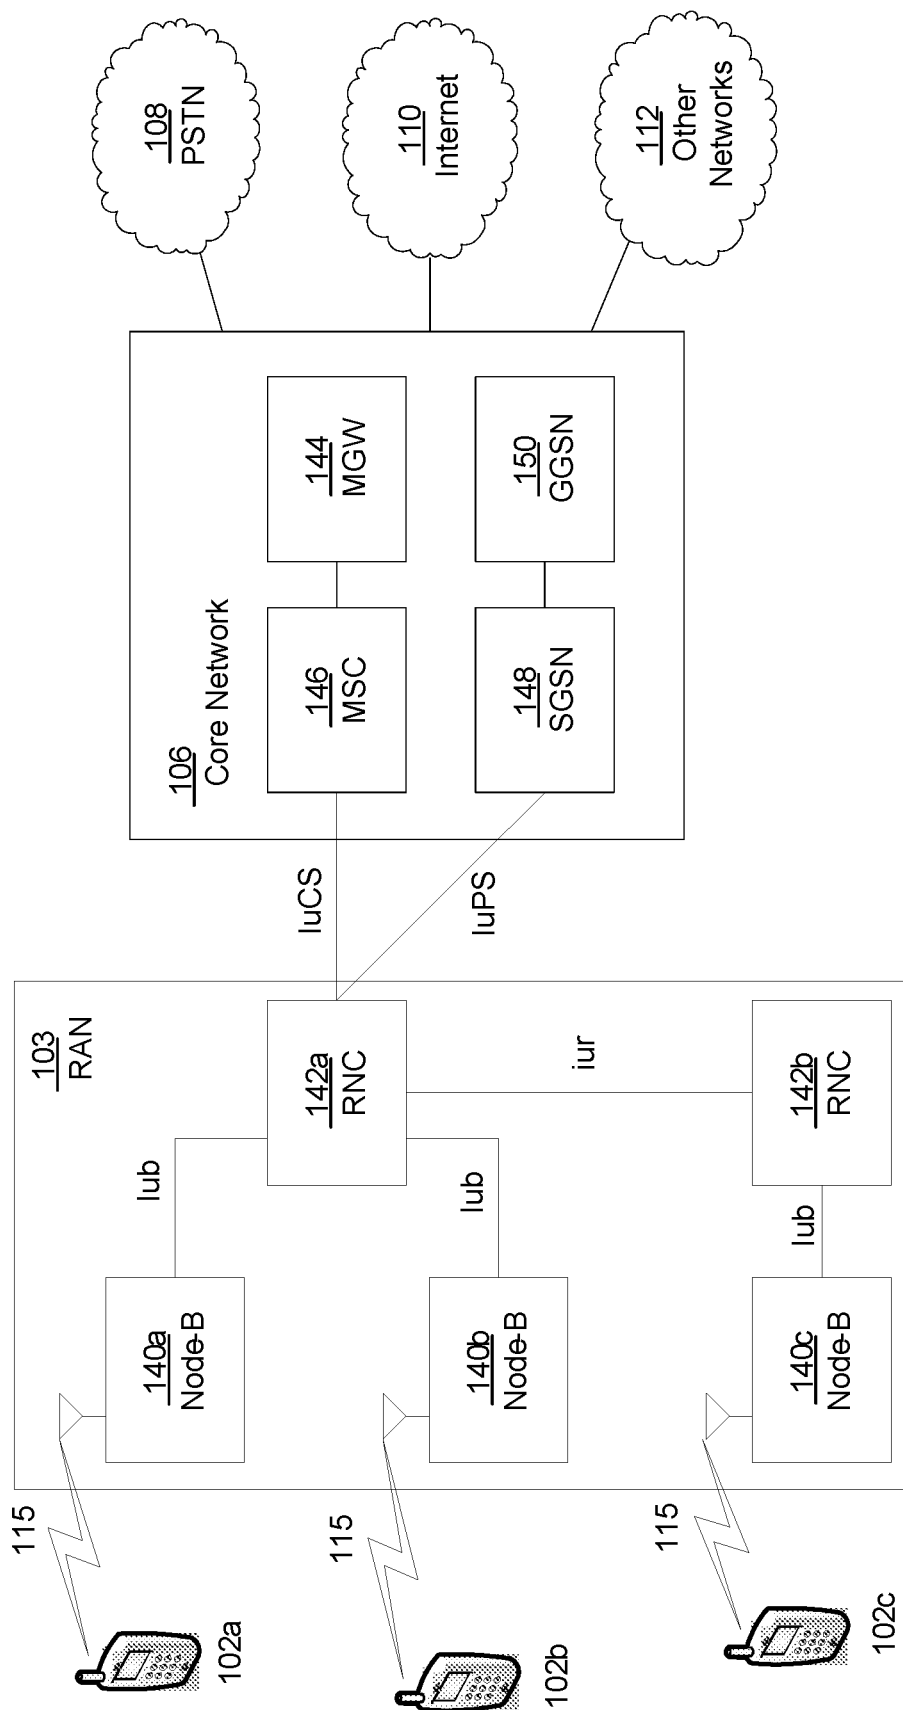 103
RAN
106
Core Network
108
PSTN
115
102a
140a
Node-B
Iub
142a
RNC
IuCS
146
MSC
144
MGW
110
Internet
115
102b
140b
Node-B
Iub
IuPS
148
SGSN
150
GGSN
iur
112
Other
Networks
115
102c
140c
Node-B
Iub
142b
RNC